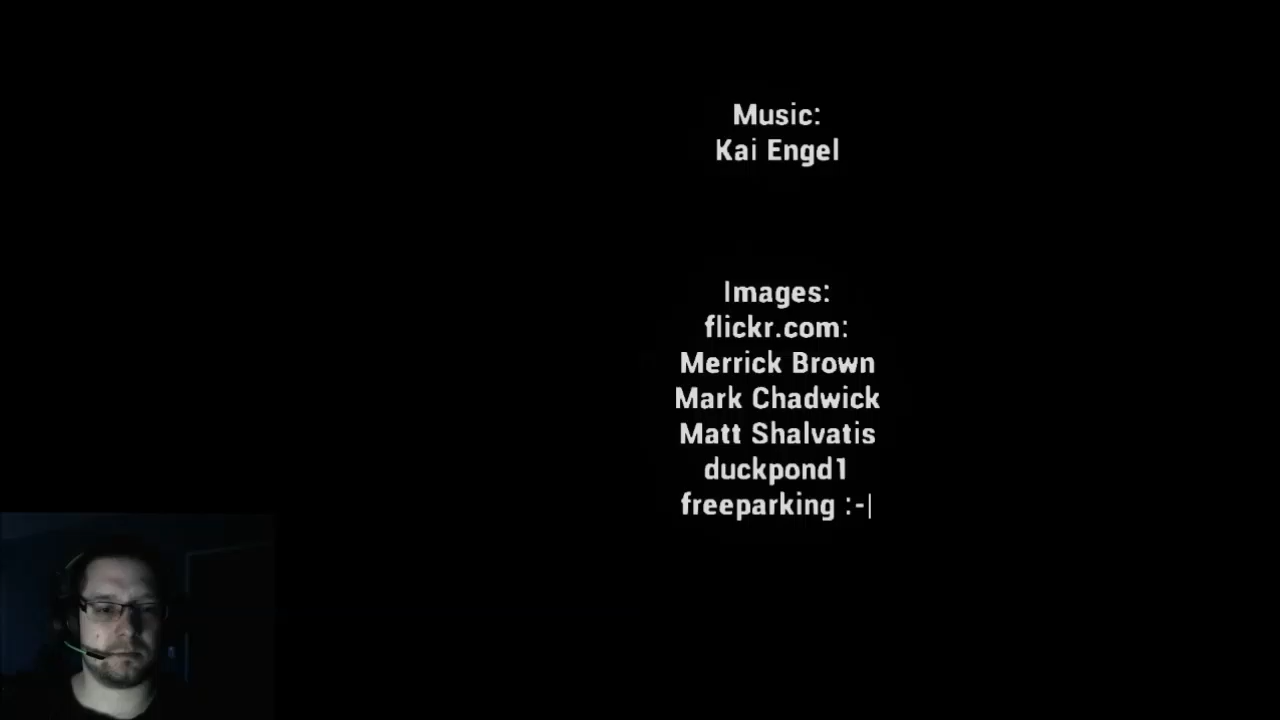 Music:
Kai Engel
Images:
flickr.com:
Merrick Brown
Mark Chadwick
Matt Shalvatis
duckpond1
freeparking :-|